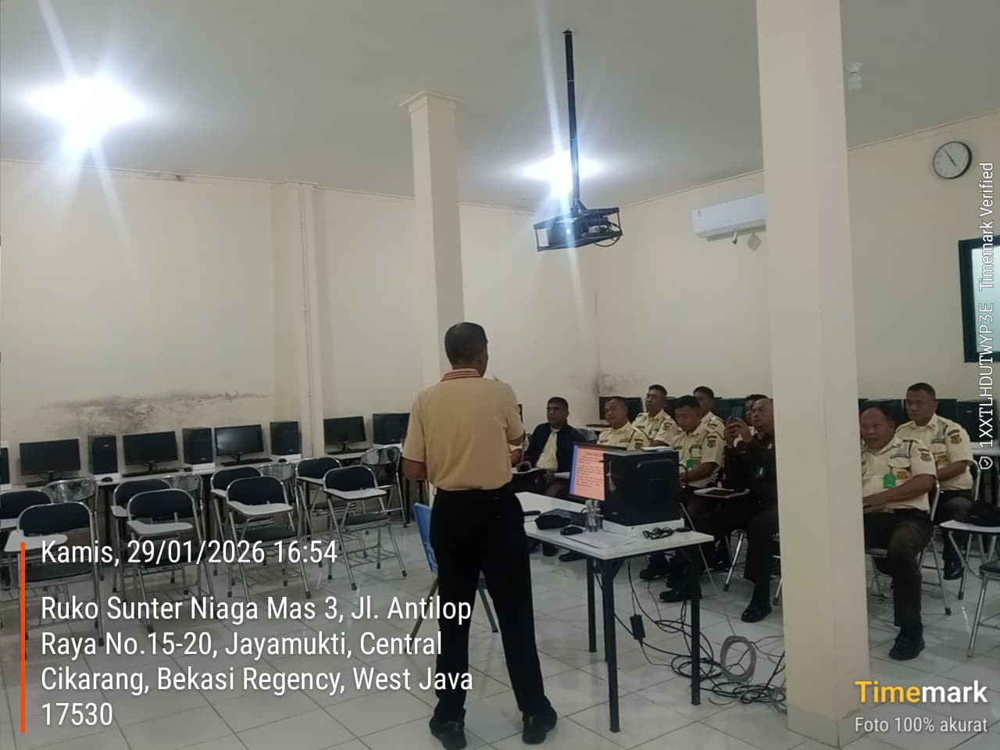 Kamis, 29/01/2026 16:54
Ruko Sunter Niaga Mas 3, Jl. Antilop
Raya No.15-20, Jayamukti, Central
Cikarang, Bekasi Regency, West Java
17530
Timemark
Foto 100% akurat
1XXTLHDUTWYP3E Timemark Verified